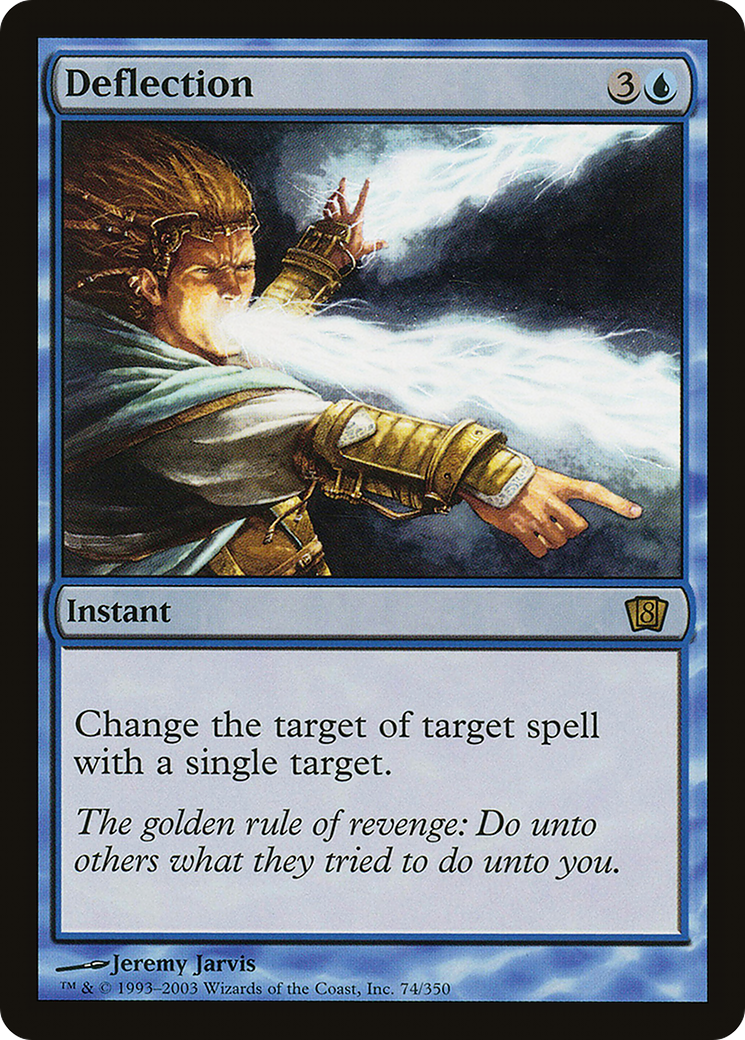 Deflection 3
Instant 8
Change the target of target spell
with a single target.
The golden rule of revenge: Do unto
others what they tried to do unto you.
Jeremy Jarvis
™ & © 1993–2003 Wizards of the Coast, Inc. 74/350